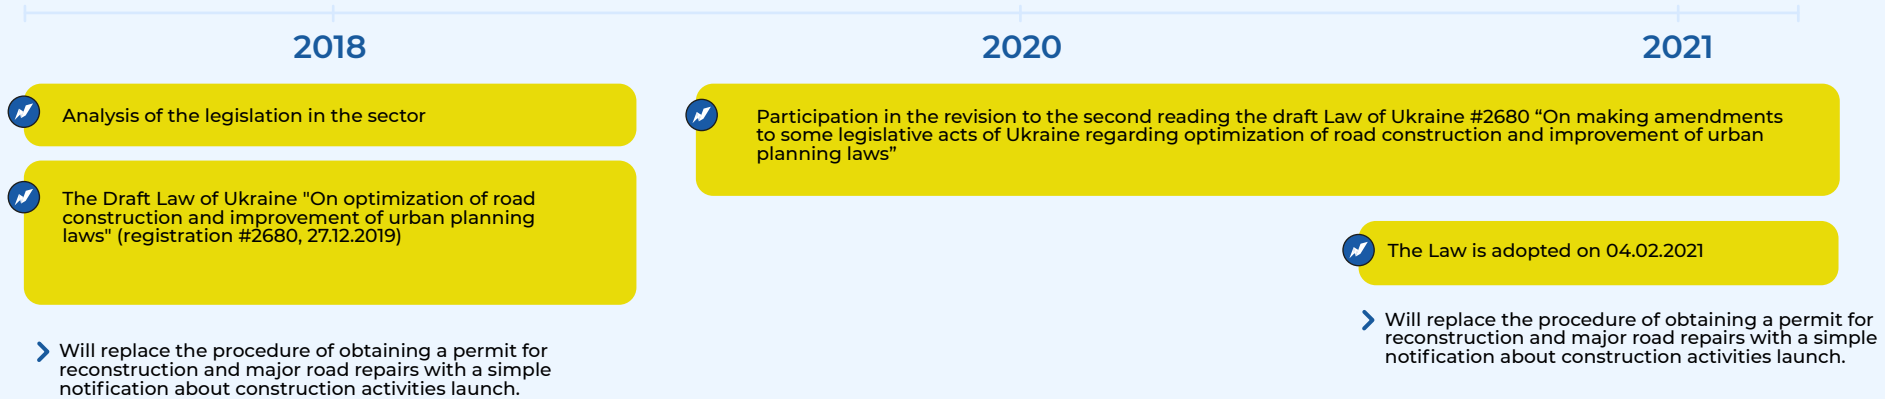 2018
Analysis of the legislation in the sector
The Draft Law of Ukraine "On optimization of road
construction and improvement of urban planning
laws" (registration #2680, 27.12.2019)
Will replace the procedure of obtaining a permit for
reconstruction and major road repairs with a simple
notification about construction activities launch.
2020
Participation in the revision to the second reading the draft Law of Ukraine #2680 “On making amendments
to some legislative acts of Ukraine regarding optimization of road construction and improvement of urban
planning laws”
2021
The Law is adopted on 04.02.2021
Will replace the procedure of obtaining a permit for
reconstruction and major road repairs with a simple
notification about construction activities launch.